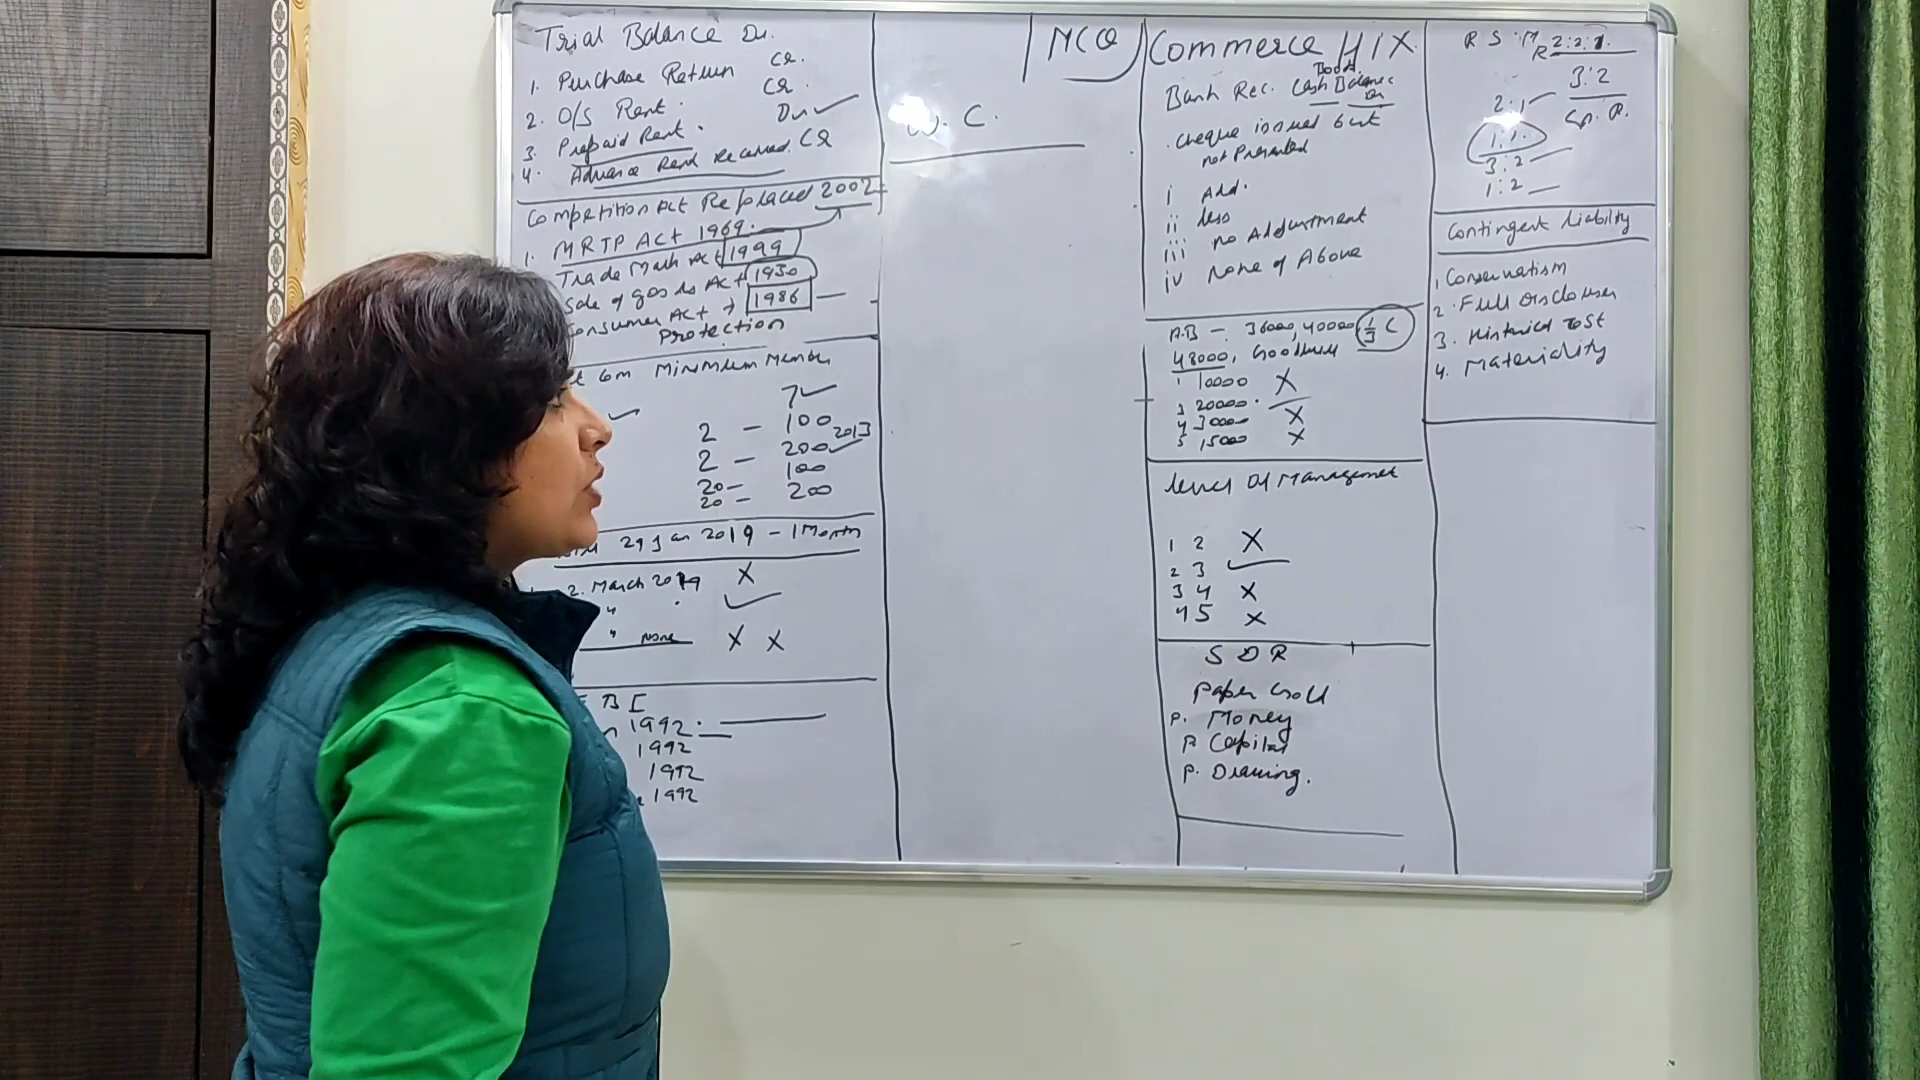 Trial Balance Dr.
1. Purchase Return CR.
2. O/S Rent. CR.
3. Prepaid Rent. Dr ✓
4. Advance Rent Received. CR
Competition Act Replaced 2002
1. MRTP Act 1969.
Trade Mark Act 1999
Sale of goods Act 1930
Consumer Act 1986
Protection
Minimum Member
7 ✓
2 - 100
2 - 200 2013
20 - 100
20 - 200
29 Jan 2019 - 1 Month
2. March 2019 X
" . ✓
" None X X
E B I
1992.
1992
1992
1992
W. C.
MCQ
Commerce MIX
Book
Bank Rec. Cash Balance
Dr
. Cheque issued but
not Presented
i Add.
ii less
iii no Adjustment
iv None of Above
A.B - 36000, 40000, 1/3 C
48000, Goodwill
1 10000 X
3 20000.
4 30000 X
5 15000 X
level of Management
1 2 X
2 3 ✓
3 4 X
4 5 X
S D R
Paper Gold
P. Money
P. Capital
P. Drawing.
R S M 2:2:1.
R
3:2
2:1
1:1.
3:2
1:2
Contingent liability
1. Conservatism
2. Full Disclosure
3. Historical Cost
4. Materiality